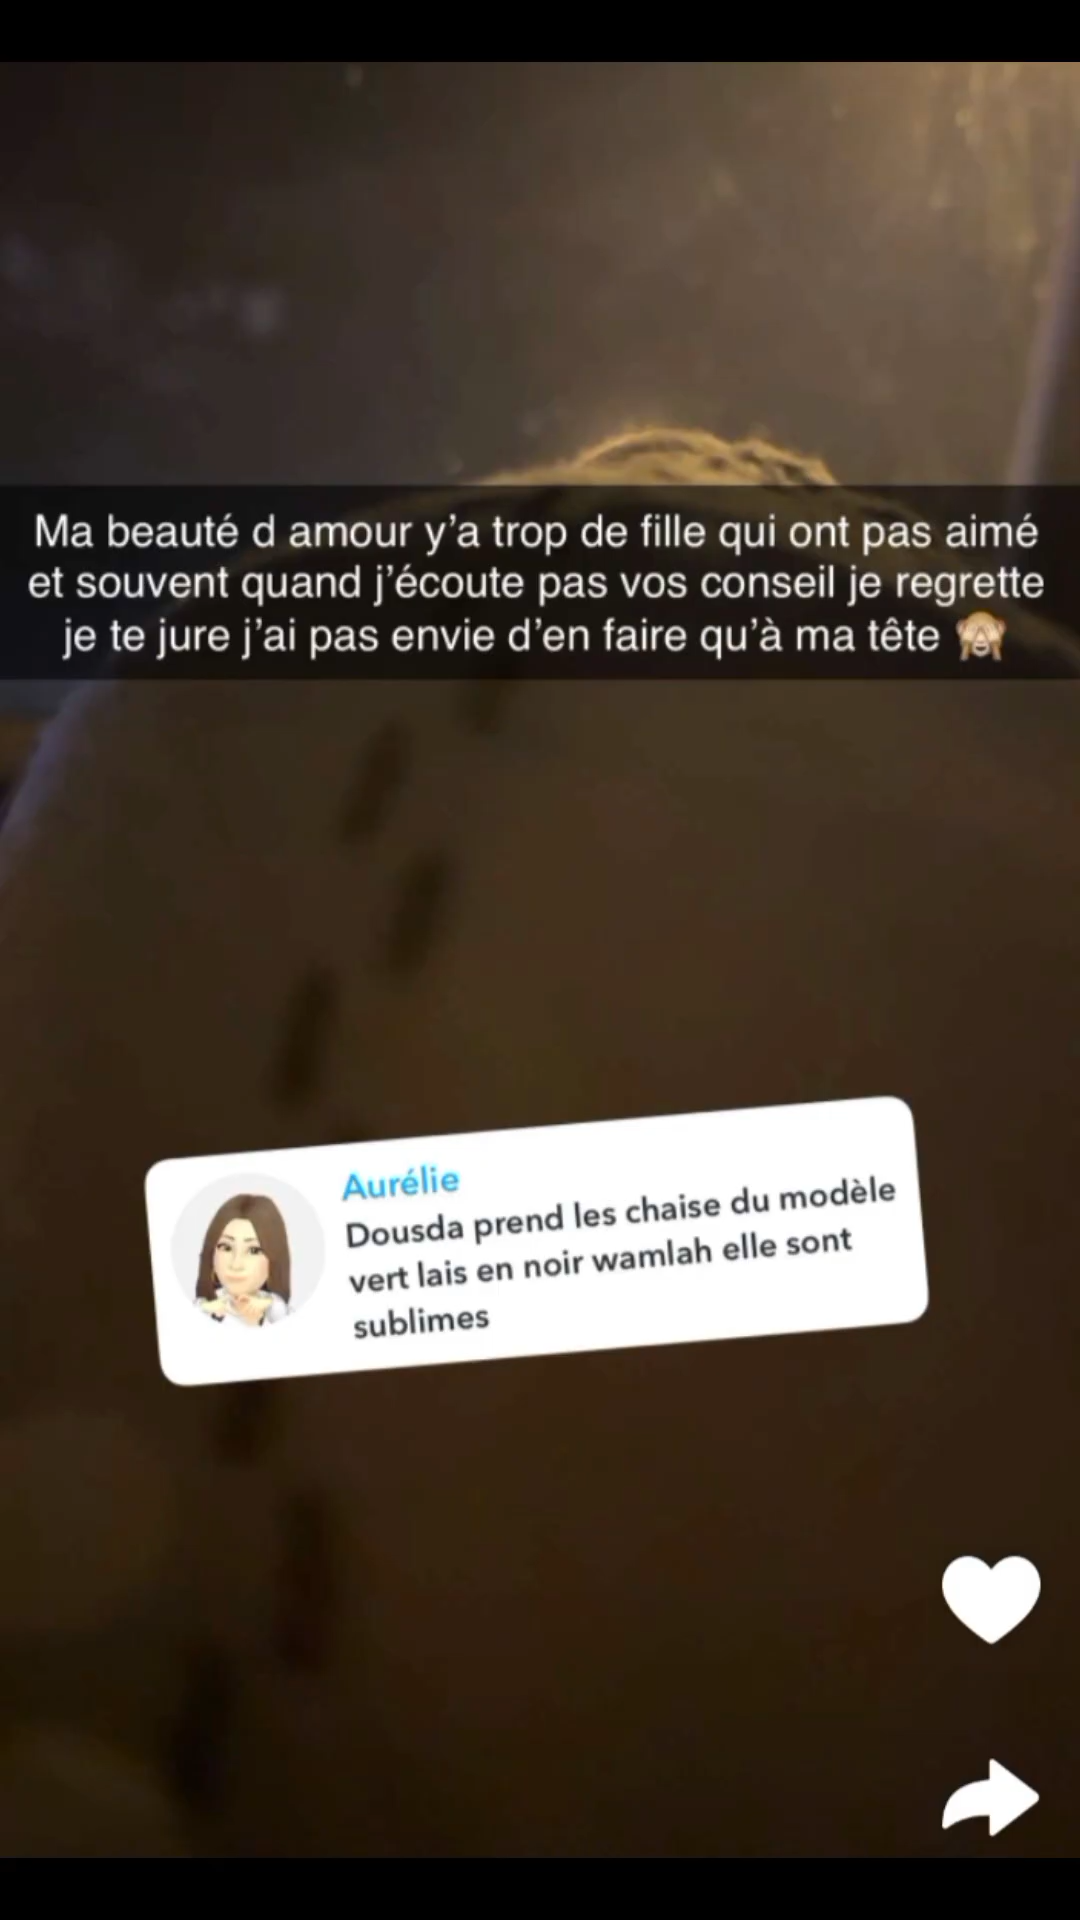 Ma beauté d amour y’a trop de fille qui ont pas aimé
et souvent quand j’écoute pas vos conseil je regrette
je te jure j’ai pas envie d’en faire qu’à ma tête 🙈
Aurélie
Dousda prend les chaise du modèle
vert lais en noir wamlah elle sont
sublimes